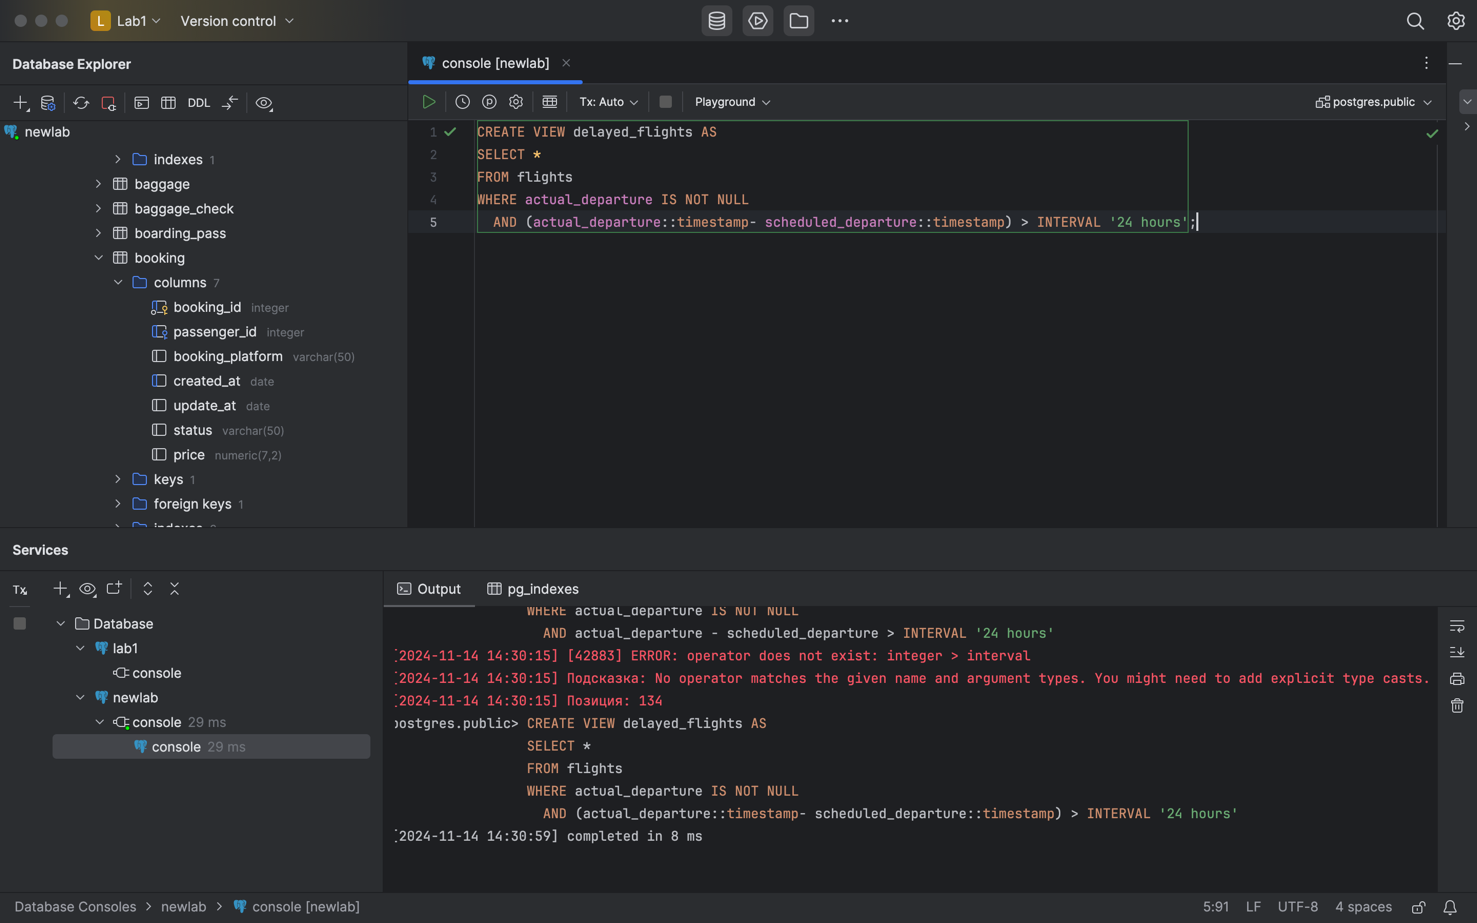 L Lab1 Version control
Database Explorer
console [newlab]
DDL
Tx: Auto Playground postgres.public
newlab
indexes 1
baggage
baggage_check
boarding_pass
booking
columns 7
booking_id integer
passenger_id integer
booking_platform varchar(50)
created_at date
update_at date
status varchar(50)
price numeric(7,2)
keys 1
foreign keys 1
1 CREATE VIEW delayed_flights AS
2 SELECT *
3 FROM flights
4 WHERE actual_departure IS NOT NULL
5 AND (actual_departure::timestamp- scheduled_departure::timestamp) > INTERVAL '24 hours';
Services
Tx
Database
lab1
console
newlab
console 29 ms
console 29 ms
Output pg_indexes
WHERE actual_departure IS NOT NULL
AND actual_departure - scheduled_departure > INTERVAL '24 hours'
[2024-11-14 14:30:15] [42883] ERROR: operator does not exist: integer > interval
[2024-11-14 14:30:15] Подсказка: No operator matches the given name and argument types. You might need to add explicit type casts.
[2024-11-14 14:30:15] Позиция: 134
postgres.public> CREATE VIEW delayed_flights AS
SELECT *
FROM flights
WHERE actual_departure IS NOT NULL
AND (actual_departure::timestamp- scheduled_departure::timestamp) > INTERVAL '24 hours'
[2024-11-14 14:30:59] completed in 8 ms
Database Consoles > newlab > console [newlab]
5:91 LF UTF-8 4 spaces